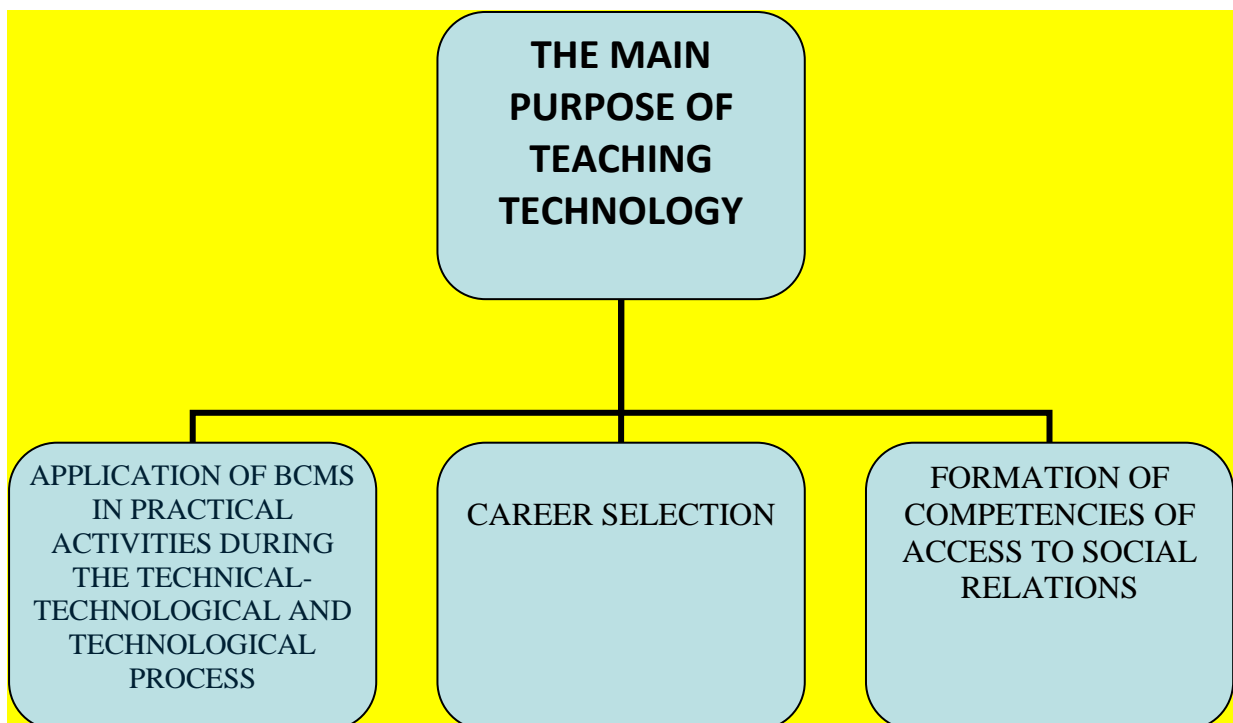 THE MAIN
PURPOSE OF
TEACHING
TECHNOLOGY
APPLICATION OF BCMS
IN PRACTICAL
ACTIVITIES DURING
THE TECHNICAL-
TECHNOLOGICAL AND
TECHNOLOGICAL
PROCESS
CAREER SELECTION
FORMATION OF
COMPETENCIES OF
ACCESS TO SOCIAL
RELATIONS